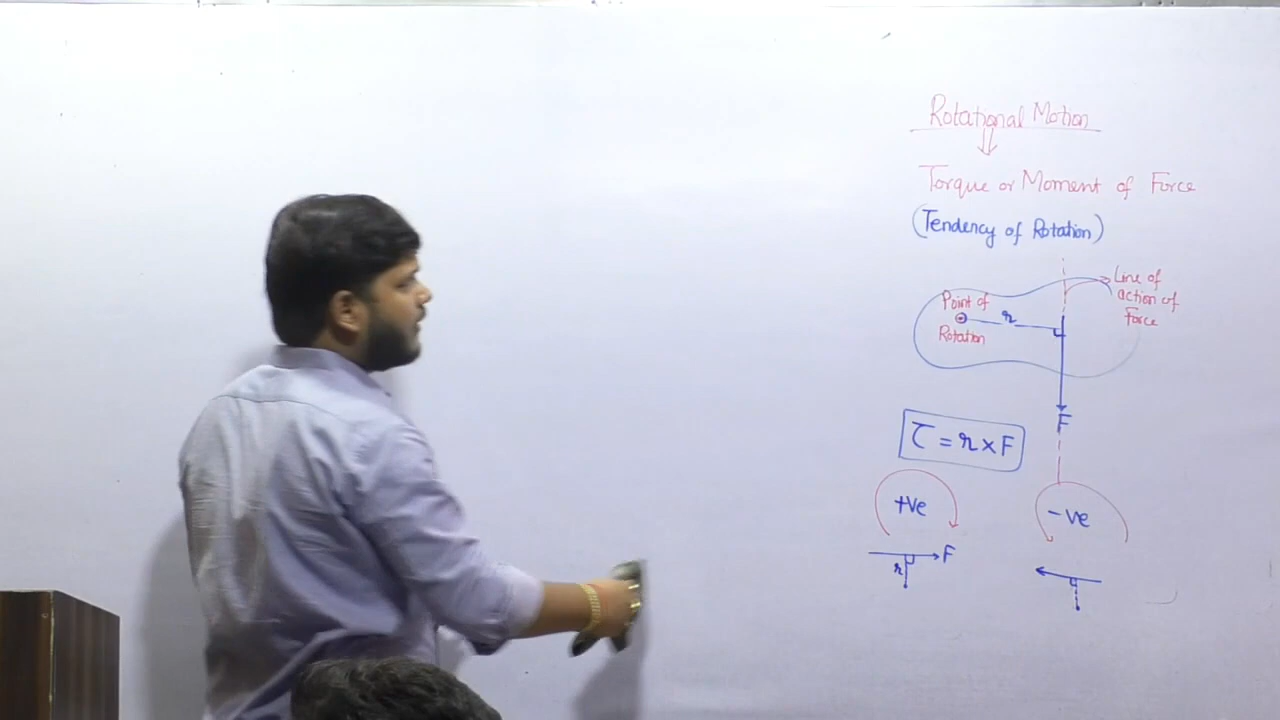 Rotational Motion
⇓
Torque or Moment of Force
(Tendency of Rotation)
Line of
action of
Force
Point of
Rotation
r
F
τ = r × F
+ve
- ve
F
r